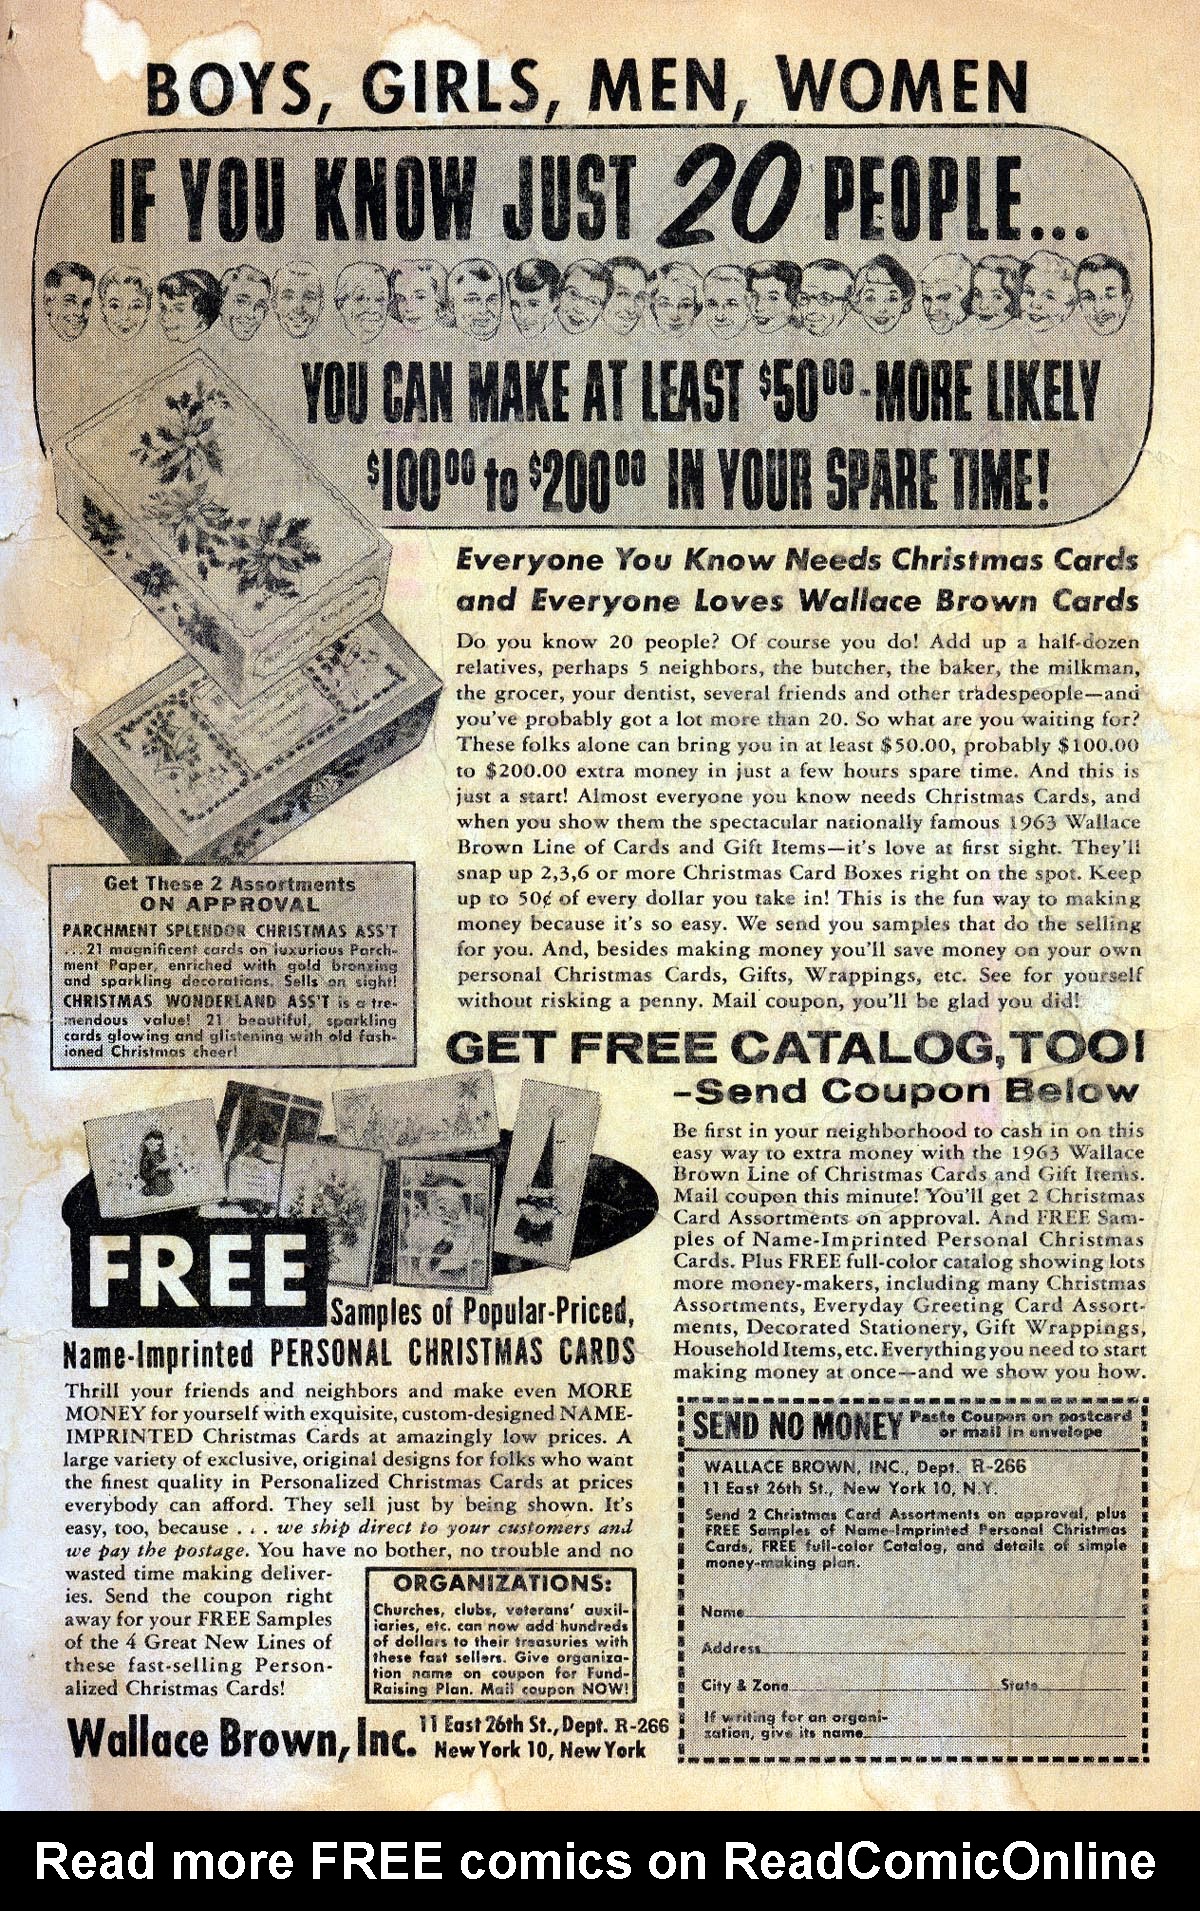 BOYS, GIRLS, MEN, WOMEN
IF YOU KNOW JUST 20 PEOPLE...
YOU CAN MAKE AT LEAST $50⁰⁰-MORE LIKELY
$100⁰⁰ to $200⁰⁰ IN YOUR SPARE TIME!
Everyone You Know Needs Christmas Cards
and Everyone Loves Wallace Brown Cards
Do you know 20 people? Of course you do! Add up a half-dozen
relatives, perhaps 5 neighbors, the butcher, the baker, the milkman,
the grocer, your dentist, several friends and other tradespeople—and
you've probably got a lot more than 20. So what are you waiting for?
These folks alone can bring you in at least $50.00, probably $100.00
to $200.00 extra money in just a few hours spare time. And this is
just a start! Almost everyone you know needs Christmas Cards, and
when you show them the spectacular nationally famous 1963 Wallace
Brown Line of Cards and Gift Items—it's love at first sight. They'll
snap up 2,3,6 or more Christmas Card Boxes right on the spot. Keep
up to 50¢ of every dollar you take in! This is the fun way to making
money because it's so easy. We send you samples that do the selling
for you. And, besides making money you'll save money on your own
personal Christmas Cards, Gifts, Wrappings, etc. See for yourself
without risking a penny. Mail coupon, you'll be glad you did!
Get These 2 Assortments
ON APPROVAL
PARCHMENT SPLENDOR CHRISTMAS ASS'T
...21 magnificent cards on luxurious Parch-
ment Paper, enriched with gold bronzing
and sparkling decorations. Sells on sight!
CHRISTMAS WONDERLAND ASS'T is a tre-
mendous value! 21 beautiful, sparkling
cards glowing and glistening with old fash-
ioned Christmas cheer!
GET FREE CATALOG, TOO!
-Send Coupon Below
Be first in your neighborhood to cash in on this
easy way to extra money with the 1963 Wallace
Brown Line of Christmas Cards and Gift Items.
Mail coupon this minute! You'll get 2 Christmas
Card Assortments on approval. And FREE Sam-
ples of Name-Imprinted Personal Christmas
Cards. Plus FREE full-color catalog showing lots
more money-makers, including many Christmas
Assortments, Everyday Greeting Card Assort-
ments, Decorated Stationery, Gift Wrappings,
Household Items, etc. Everything you need to start
making money at once—and we show you how.
FREE
Samples of Popular-Priced,
Name-Imprinted PERSONAL CHRISTMAS CARDS
Thrill your friends and neighbors and make even MORE
MONEY for yourself with exquisite, custom-designed NAME-
IMPRINTED Christmas Cards at amazingly low prices. A
large variety of exclusive, original designs for folks who want
the finest quality in Personalized Christmas Cards at prices
everybody can afford. They sell just by being shown. It's
easy, too, because . . . we ship direct to your customers and
we pay the postage. You have no bother, no trouble and no
wasted time making deliver-
ies. Send the coupon right
away for your FREE Samples
of the 4 Great New Lines of
these fast-selling Person-
alized Christmas Cards!
ORGANIZATIONS:
Churches, clubs, veterans' auxil-
iaries, etc. can now add hundreds
of dollars to their treasuries with
these fast sellers. Give organiza-
tion name on coupon for Fund-
Raising Plan. Mail coupon NOW!
Wallace Brown, Inc. 11 East 26th St., Dept. R-266
New York 10, New York
SEND NO MONEY Paste Coupon on postcard
or mail in envelope
WALLACE BROWN, INC., Dept. R-266
11 East 26th St., New York 10, N.Y.
Send 2 Christmas Card Assortments on approval, plus
FREE Samples of Name-Imprinted Personal Christmas
Cards, FREE full-color Catalog, and details of simple
money-making plan.
Name
Address
City & Zone State
If writing for an organi-
zation, give its name
Read more FREE comics on ReadComicOnline